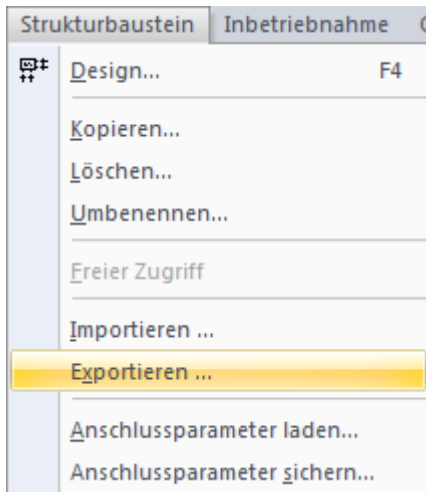 Strukturbaustein Inbetriebnahme
Design... F4
Kopieren...
Löschen...
Umbenennen...
Freier Zugriff
Importieren ...
Exportieren ...
Anschlussparameter laden...
Anschlussparameter sichern...